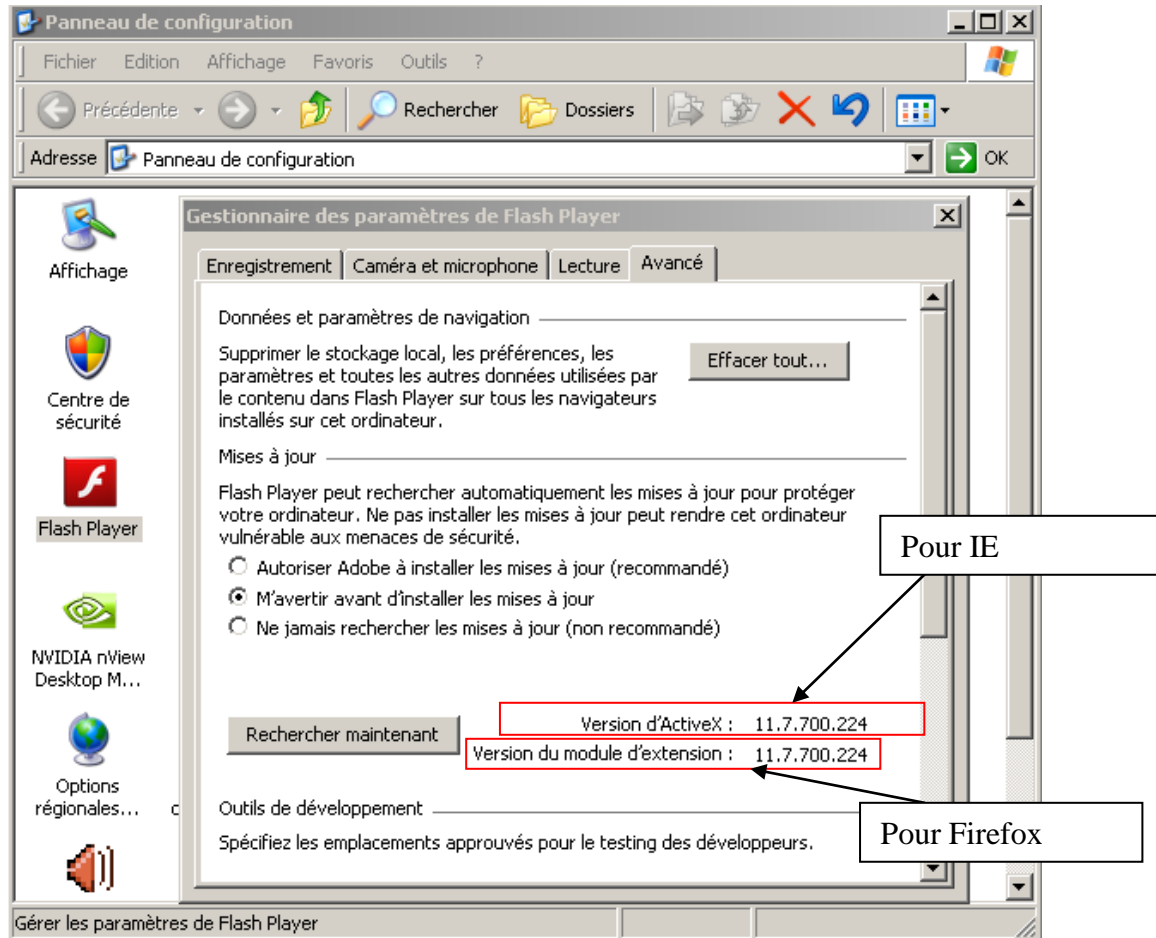 Panneau de configuration
Fichier Edition Affichage Favoris Outils ?
Précédente Rechercher Dossiers
Adresse Panneau de configuration OK
Affichage
Centre de
sécurité
Flash Player
NVIDIA nView
Desktop M...
Options
régionales...
c
Gestionnaire des paramètres de Flash Player
Enregistrement Caméra et microphone Lecture Avancé
Données et paramètres de navigation
Supprimer le stockage local, les préférences, les
paramètres et toutes les autres données utilisées par
le contenu dans Flash Player sur tous les navigateurs
installés sur cet ordinateur.
Effacer tout...
Mises à jour
Flash Player peut rechercher automatiquement les mises à jour pour protéger
votre ordinateur. Ne pas installer les mises à jour peut rendre cet ordinateur
vulnérable aux menaces de sécurité.
Autoriser Adobe à installer les mises à jour (recommandé)
M'avertir avant d'installer les mises à jour
Ne jamais rechercher les mises à jour (non recommandé)
Rechercher maintenant
Version d'ActiveX : 11.7.700.224
Version du module d'extension : 11.7.700.224
Outils de développement
Spécifiez les emplacements approuvés pour le testing des développeurs.
Pour IE
Pour Firefox
Gérer les paramètres de Flash Player